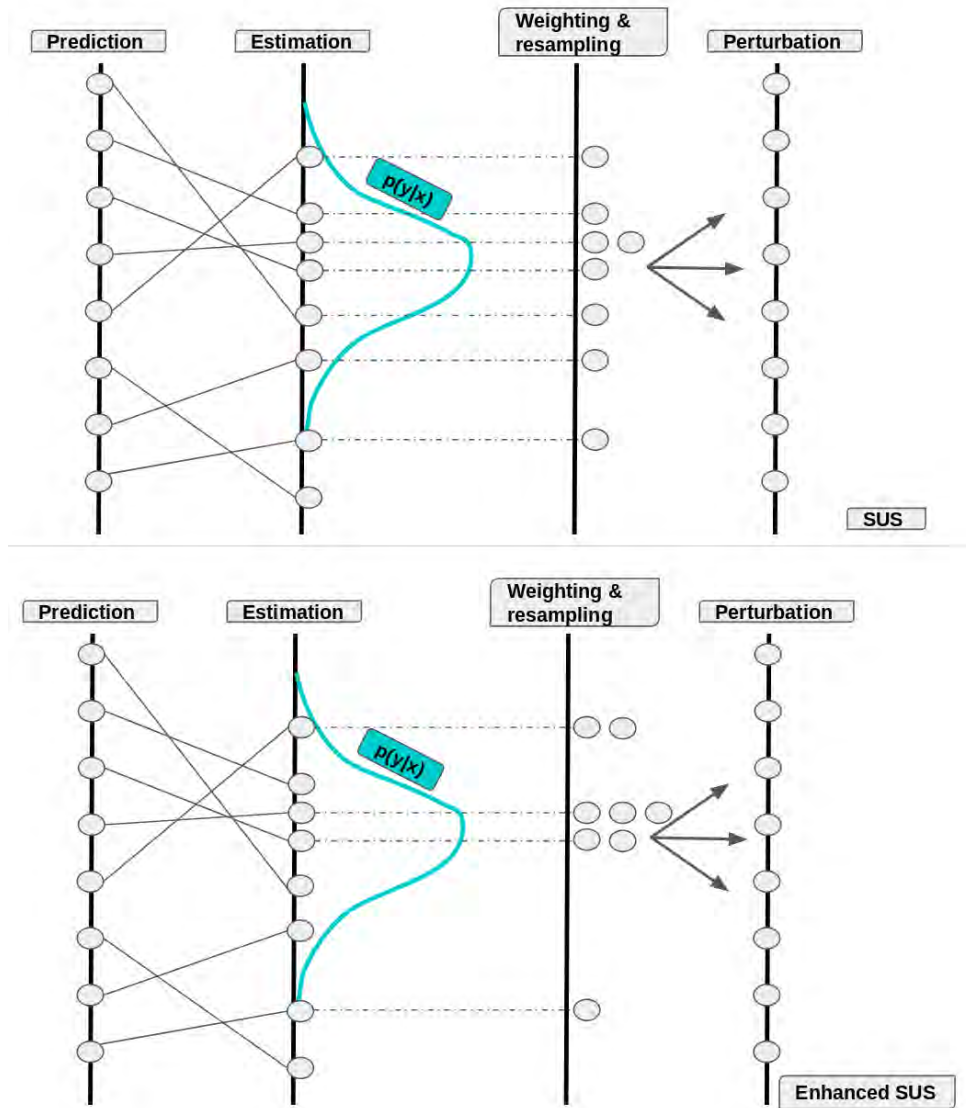 Prediction
Estimation
Weighting &
resampling
Perturbation
p(y|x)
SUS
Prediction
Estimation
Weighting &
resampling
Perturbation
p(y|x)
Enhanced SUS